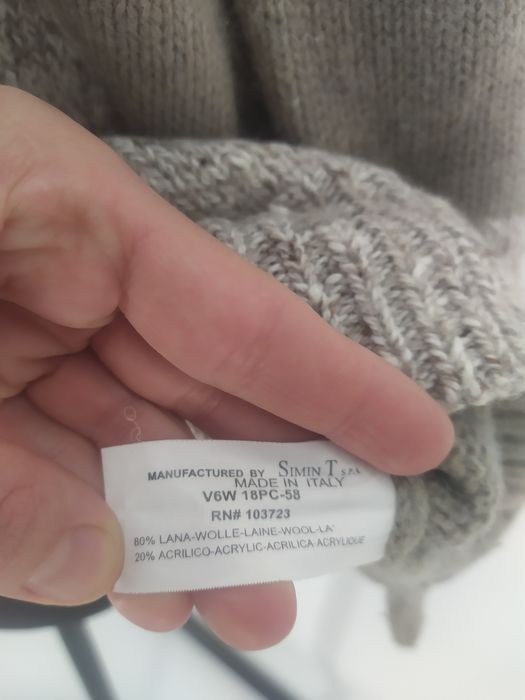 MANUFACTURED BY SIMIN T S.P.A.
MADE IN ITALY
V6W 18PC-58
RN# 103723
80% LANA-WOLLE-LAINE-WOOL-LA
20% ACRILICO-ACRYLIC-ACRILICA-ACRYLIQUE